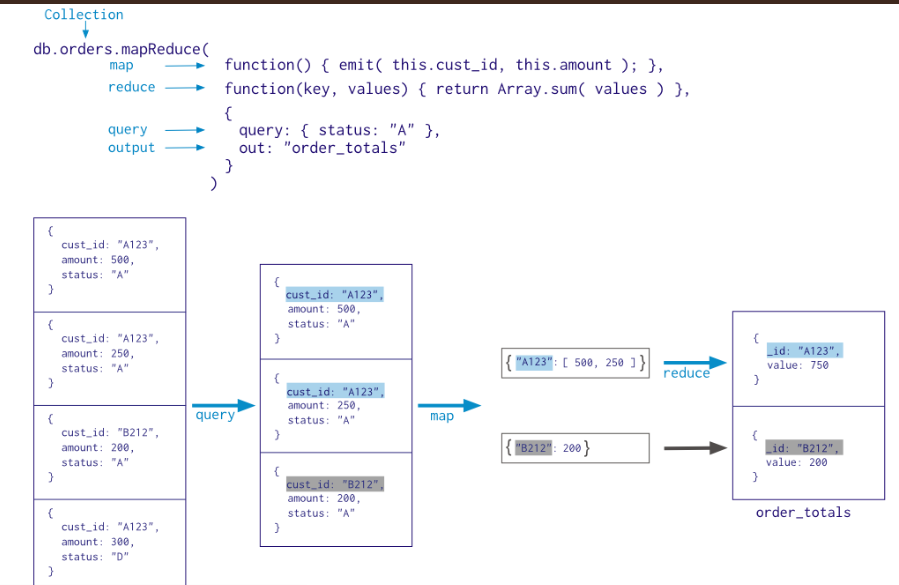 Collection
db.orders.mapReduce(
map function() { emit( this.cust_id, this.amount ); },
reduce function(key, values) { return Array.sum( values ) },
{
query query: { status: "A" },
output out: "order_totals"
}
)
{
cust_id: "A123",
amount: 500,
status: "A"
}
{
cust_id: "A123",
amount: 250,
status: "A"
}
{
cust_id: "B212",
amount: 200,
status: "A"
}
{
cust_id: "A123",
amount: 300,
status: "D"
}
query
{
cust_id: "A123",
amount: 500,
status: "A"
}
{
cust_id: "A123",
amount: 250,
status: "A"
}
{
cust_id: "B212",
amount: 200,
status: "A"
}
map
{"A123": [ 500, 250 ]}
{"B212": 200}
reduce
{
_id: "A123",
value: 750
}
{
_id: "B212",
value: 200
}
order_totals